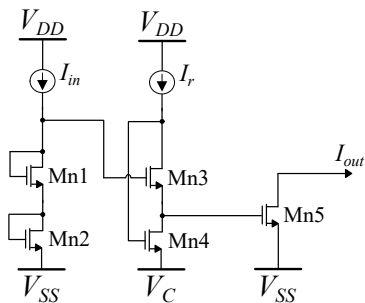 V_DD V_DD
I_in I_r
I_out
Mn1 Mn3
Mn5
Mn2 Mn4
V_SS V_C V_SS